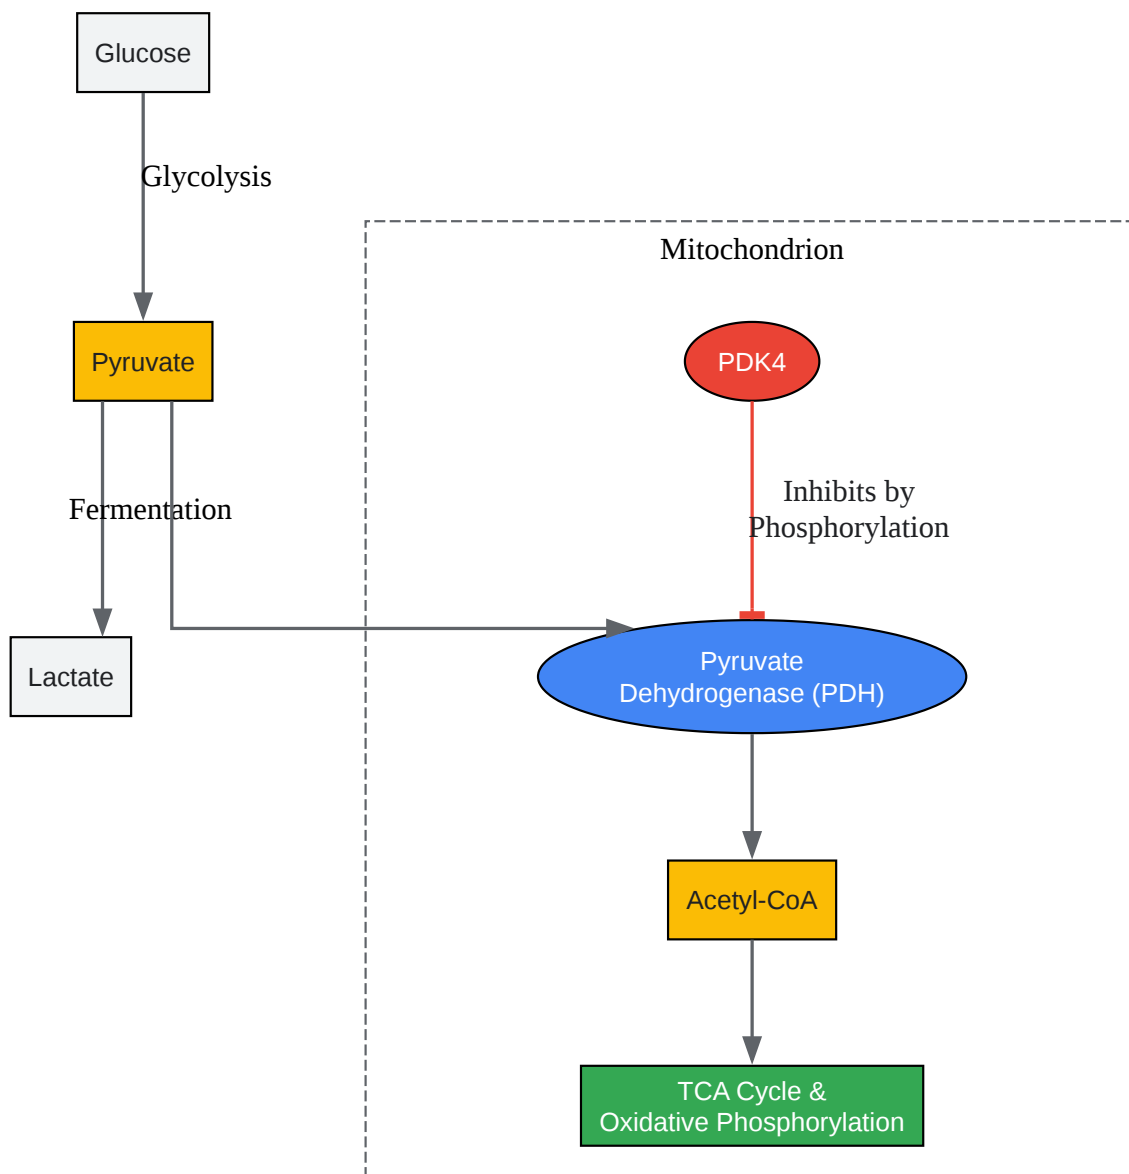 Glucose
Glycolysis
Mitochondrion
Pyruvate
PDK4
Inhibits by
Phosphorylation
Fermentation
Lactate
Pyruvate
Dehydrogenase (PDH)
Acetyl-CoA
TCA Cycle &
Oxidative Phosphorylation